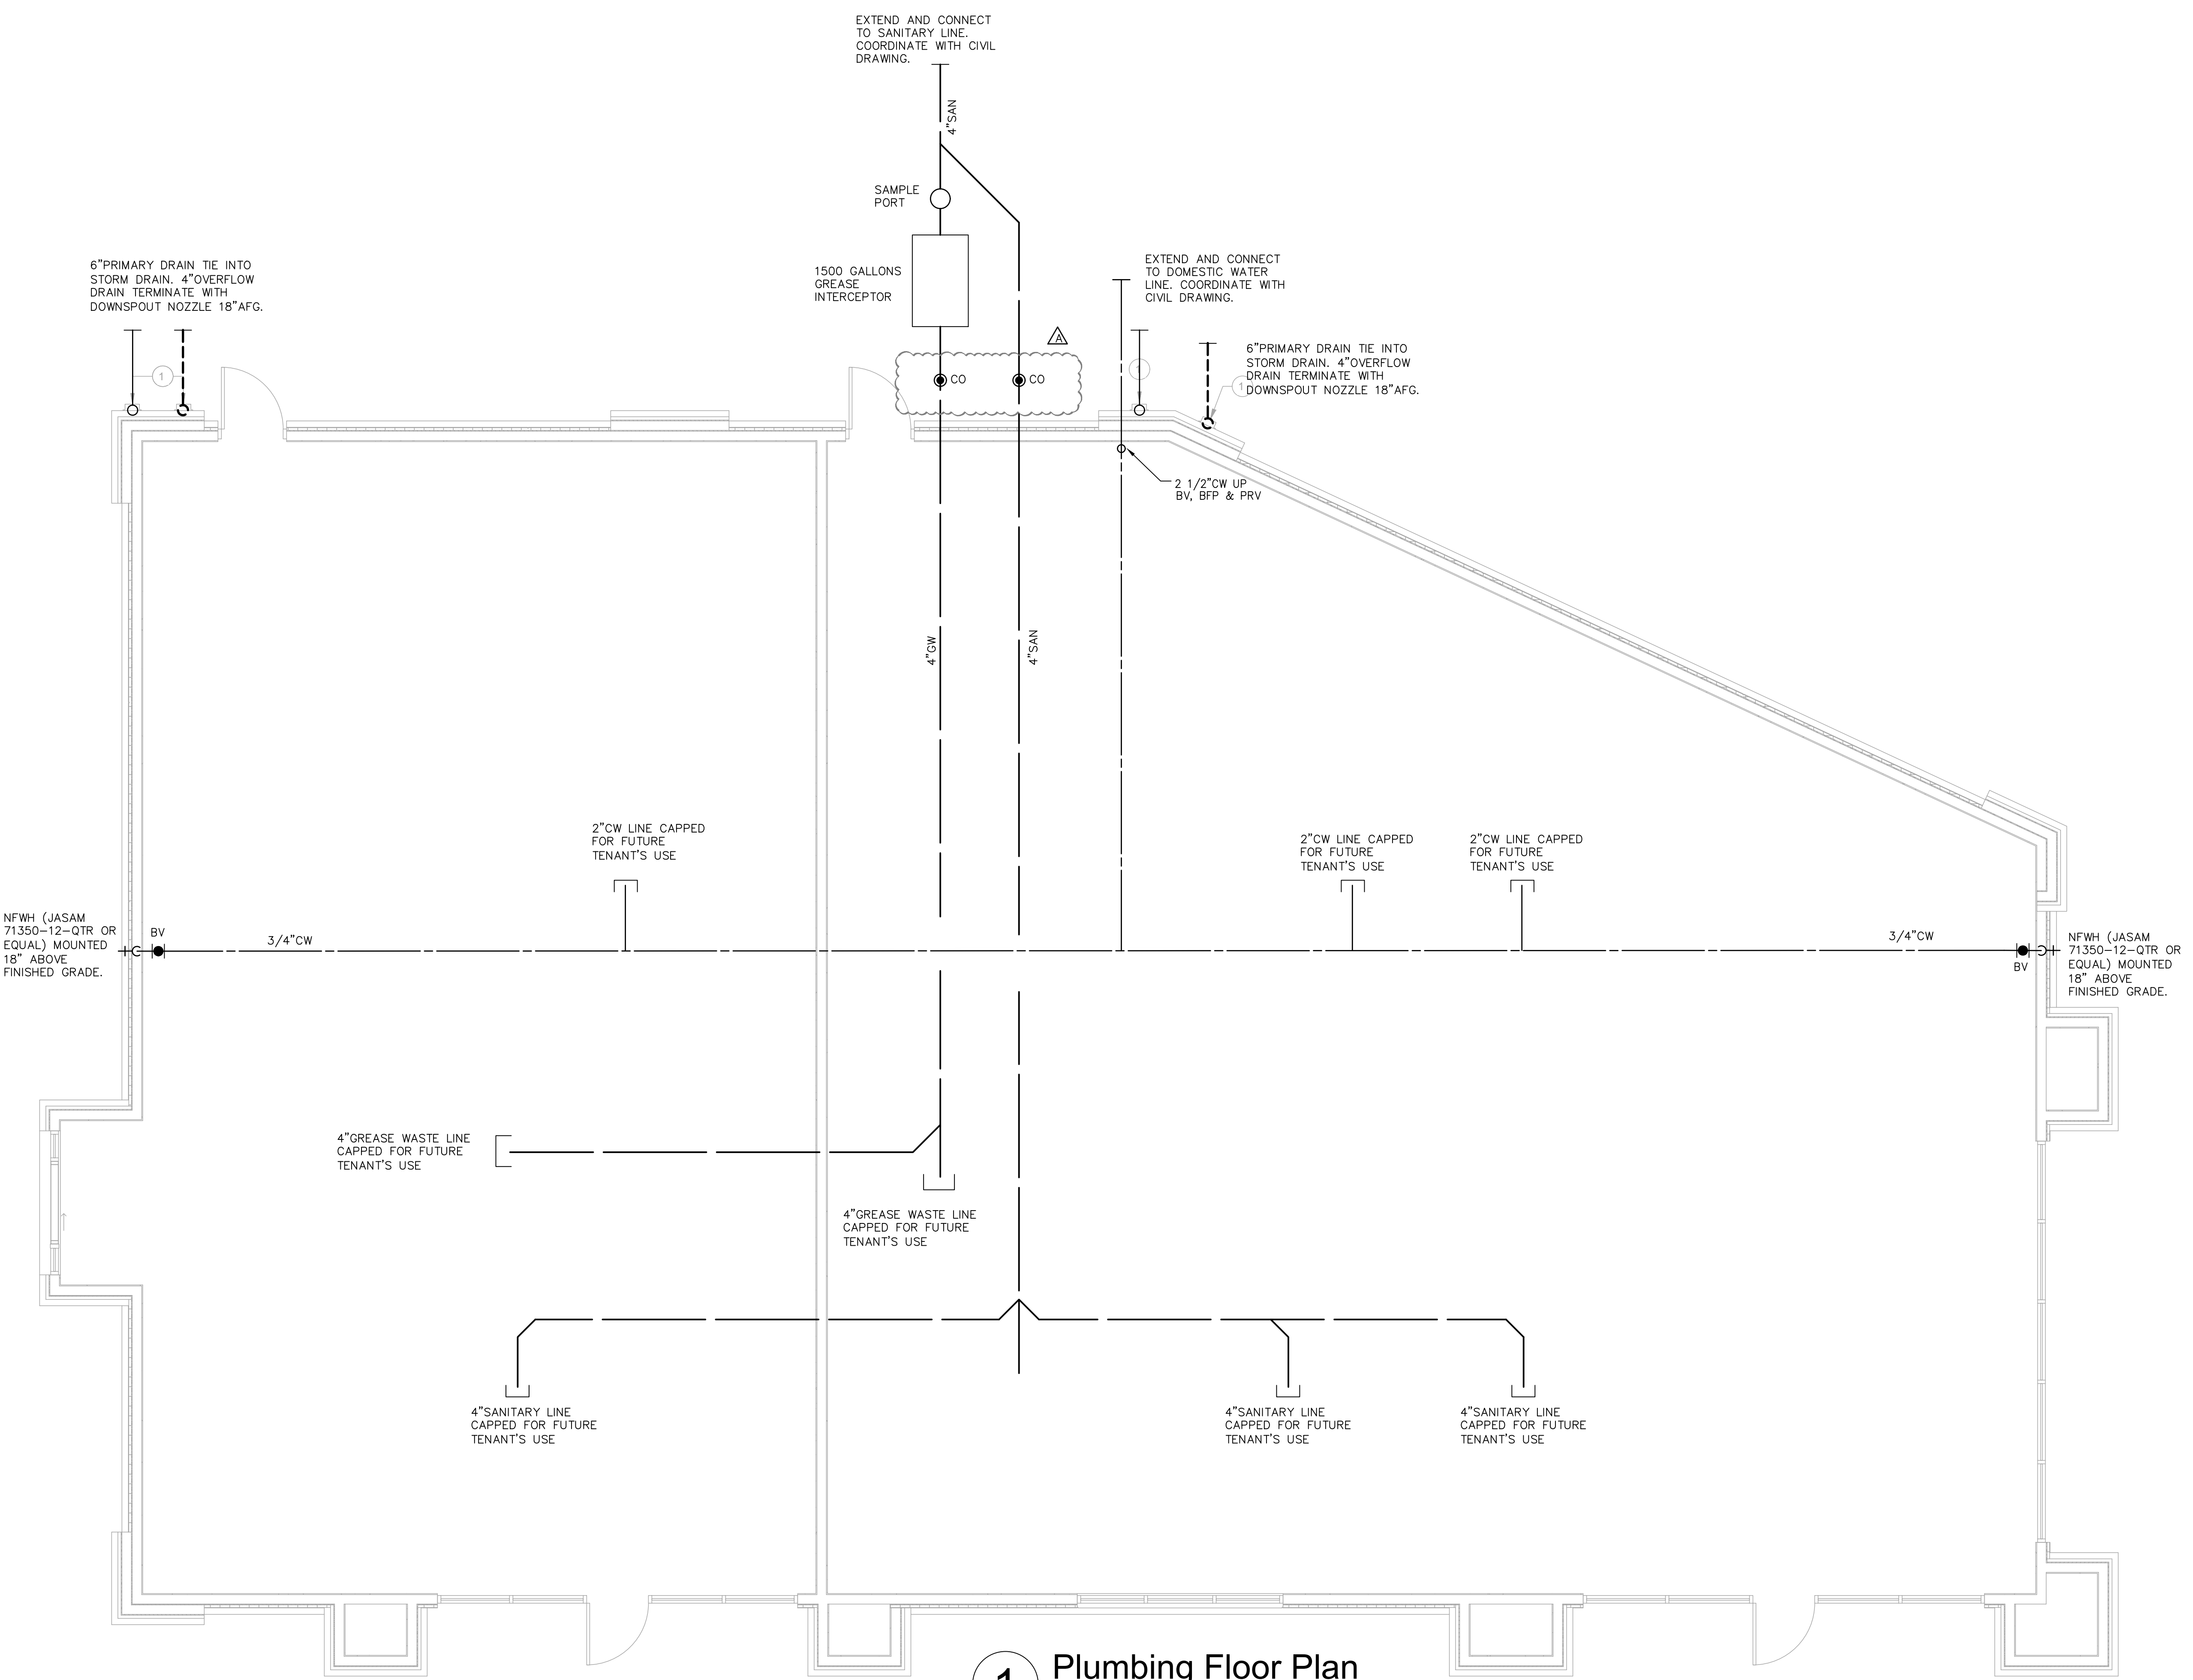 EXTEND AND CONNECT
TO SANITARY LINE.
COORDINATE WITH CIVIL
DRAWING.
4"SAN
SAMPLE
PORT
1500 GALLONS
GREASE
INTERCEPTOR
6"PRIMARY DRAIN TIE INTO
STORM DRAIN. 4"OVERFLOW
DRAIN TERMINATE WITH
DOWNSPOUT NOZZLE 18"AFG.
EXTEND AND CONNECT
TO DOMESTIC WATER
LINE. COORDINATE WITH
CIVIL DRAWING.
A
6"PRIMARY DRAIN TIE INTO
STORM DRAIN. 4"OVERFLOW
DRAIN TERMINATE WITH
DOWNSPOUT NOZZLE 18"AFG.
1
CO
CO
1
1
2 1/2"CW UP
BV, BFP & PRV
4"GW
4"SAN
2"CW LINE CAPPED
FOR FUTURE
TENANT'S USE
2"CW LINE CAPPED
FOR FUTURE
TENANT'S USE
2"CW LINE CAPPED
FOR FUTURE
TENANT'S USE
NFWH (JASAM
71350-12-QTR OR
EQUAL) MOUNTED
18" ABOVE
FINISHED GRADE.
BV
3/4"CW
3/4"CW
BV
NFWH (JASAM
71350-12-QTR OR
EQUAL) MOUNTED
18" ABOVE
FINISHED GRADE.
4"GREASE WASTE LINE
CAPPED FOR FUTURE
TENANT'S USE
4"GREASE WASTE LINE
CAPPED FOR FUTURE
TENANT'S USE
4"SANITARY LINE
CAPPED FOR FUTURE
TENANT'S USE
4"SANITARY LINE
CAPPED FOR FUTURE
TENANT'S USE
4"SANITARY LINE
CAPPED FOR FUTURE
TENANT'S USE
1
Plumbing Floor Plan